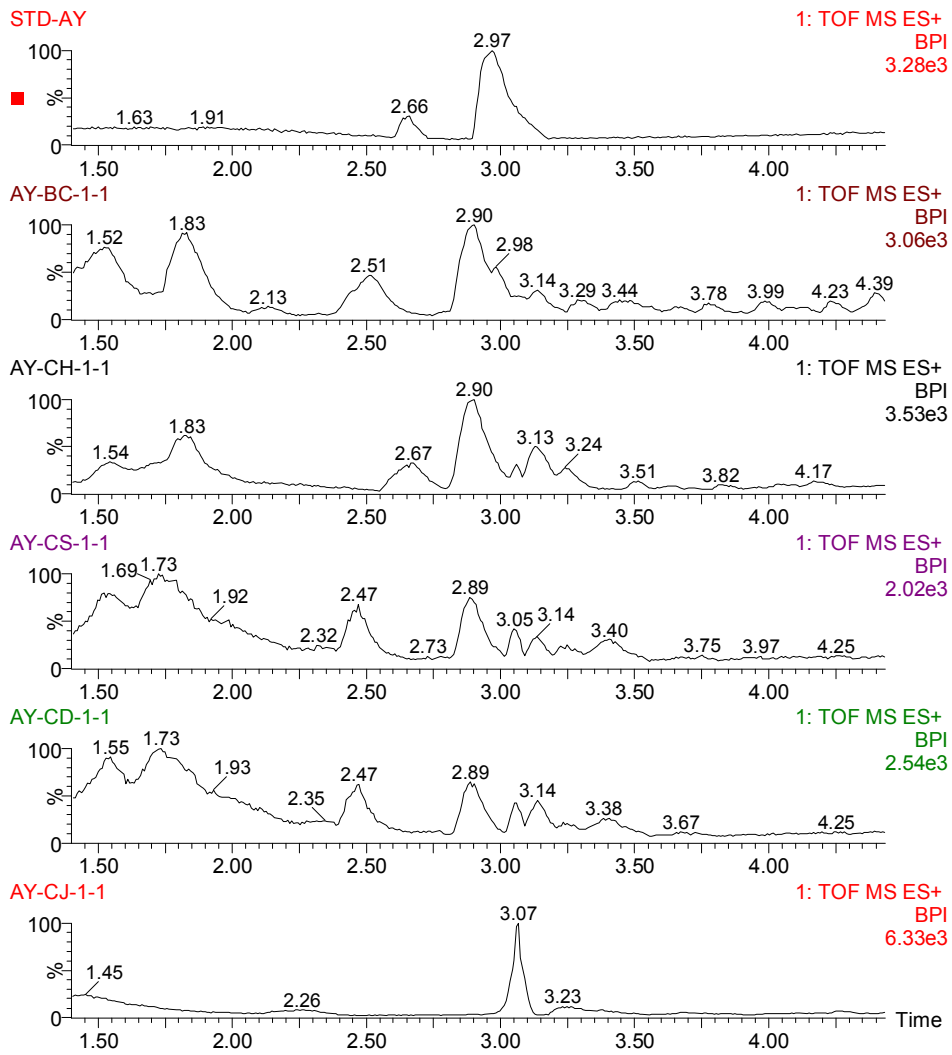 STD-AY 1: TOF MS ES+
BPI
3.28e3
100
%
0
2.97
2.66
1.63 1.91
1.50 2.00 2.50 3.00 3.50 4.00
AY-BC-1-1 1: TOF MS ES+
BPI
3.06e3
100
%
0
1.52 1.83 2.13 2.51 2.90 2.98 3.14 3.29 3.44 3.78 3.99 4.23 4.39
1.50 2.00 2.50 3.00 3.50 4.00
AY-CH-1-1 1: TOF MS ES+
BPI
3.53e3
100
%
0
1.54 1.83 2.67 2.90 3.13 3.24 3.51 3.82 4.17
1.50 2.00 2.50 3.00 3.50 4.00
AY-CS-1-1 1: TOF MS ES+
BPI
2.02e3
100
%
0
1.69 1.73 1.92 2.32 2.47 2.73 2.89 3.05 3.14 3.40 3.75 3.97 4.25
1.50 2.00 2.50 3.00 3.50 4.00
AY-CD-1-1 1: TOF MS ES+
BPI
2.54e3
100
%
0
1.55 1.73 1.93 2.35 2.47 2.89 3.14 3.38 3.67 4.25
1.50 2.00 2.50 3.00 3.50 4.00
AY-CJ-1-1 1: TOF MS ES+
BPI
6.33e3
100
%
0
1.45 2.26 3.07 3.23
Time
1.50 2.00 2.50 3.00 3.50 4.00